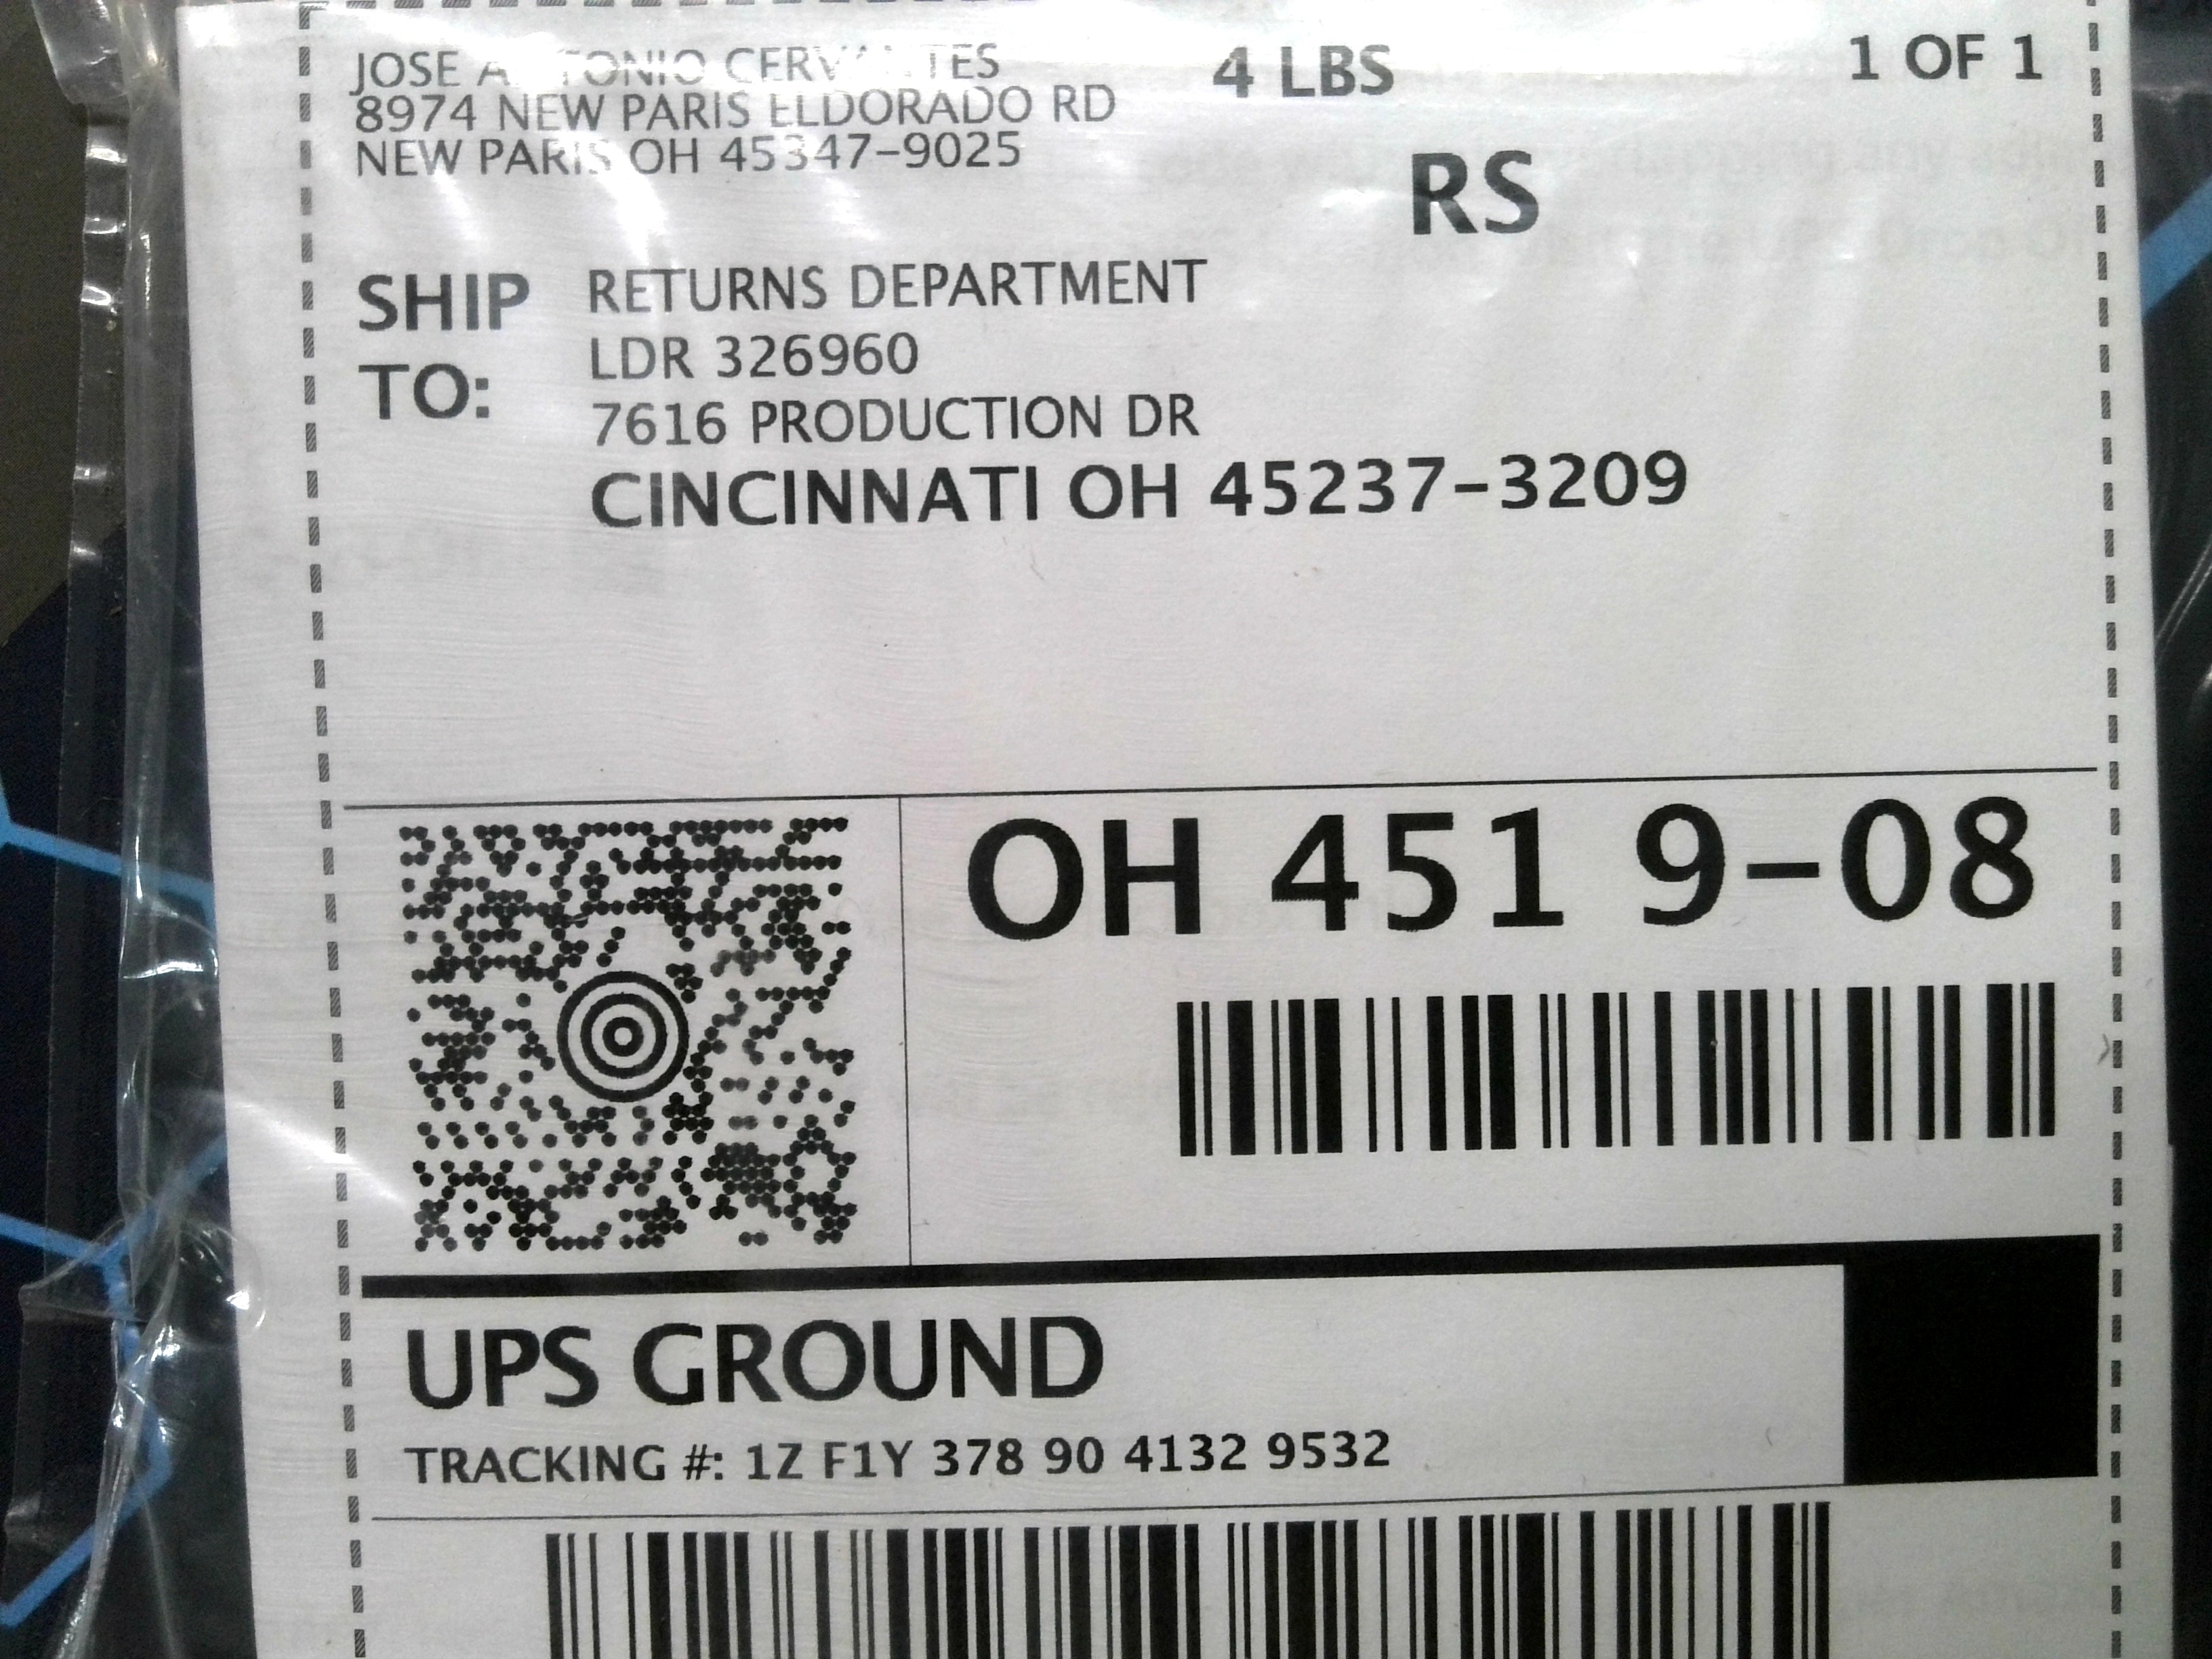 JOSE ANTONIO CERVANTES
8974 NEW PARIS ELDORADO RD
NEW PARIS OH 45347-9025
4 LBS
1 OF 1
RS
SHIP TO:
RETURNS DEPARTMENT
LDR 326960
7616 PRODUCTION DR
CINCINNATI OH 45237-3209
OH 451 9-08
UPS GROUND
TRACKING #: 1Z F1Y 378 90 4132 9532